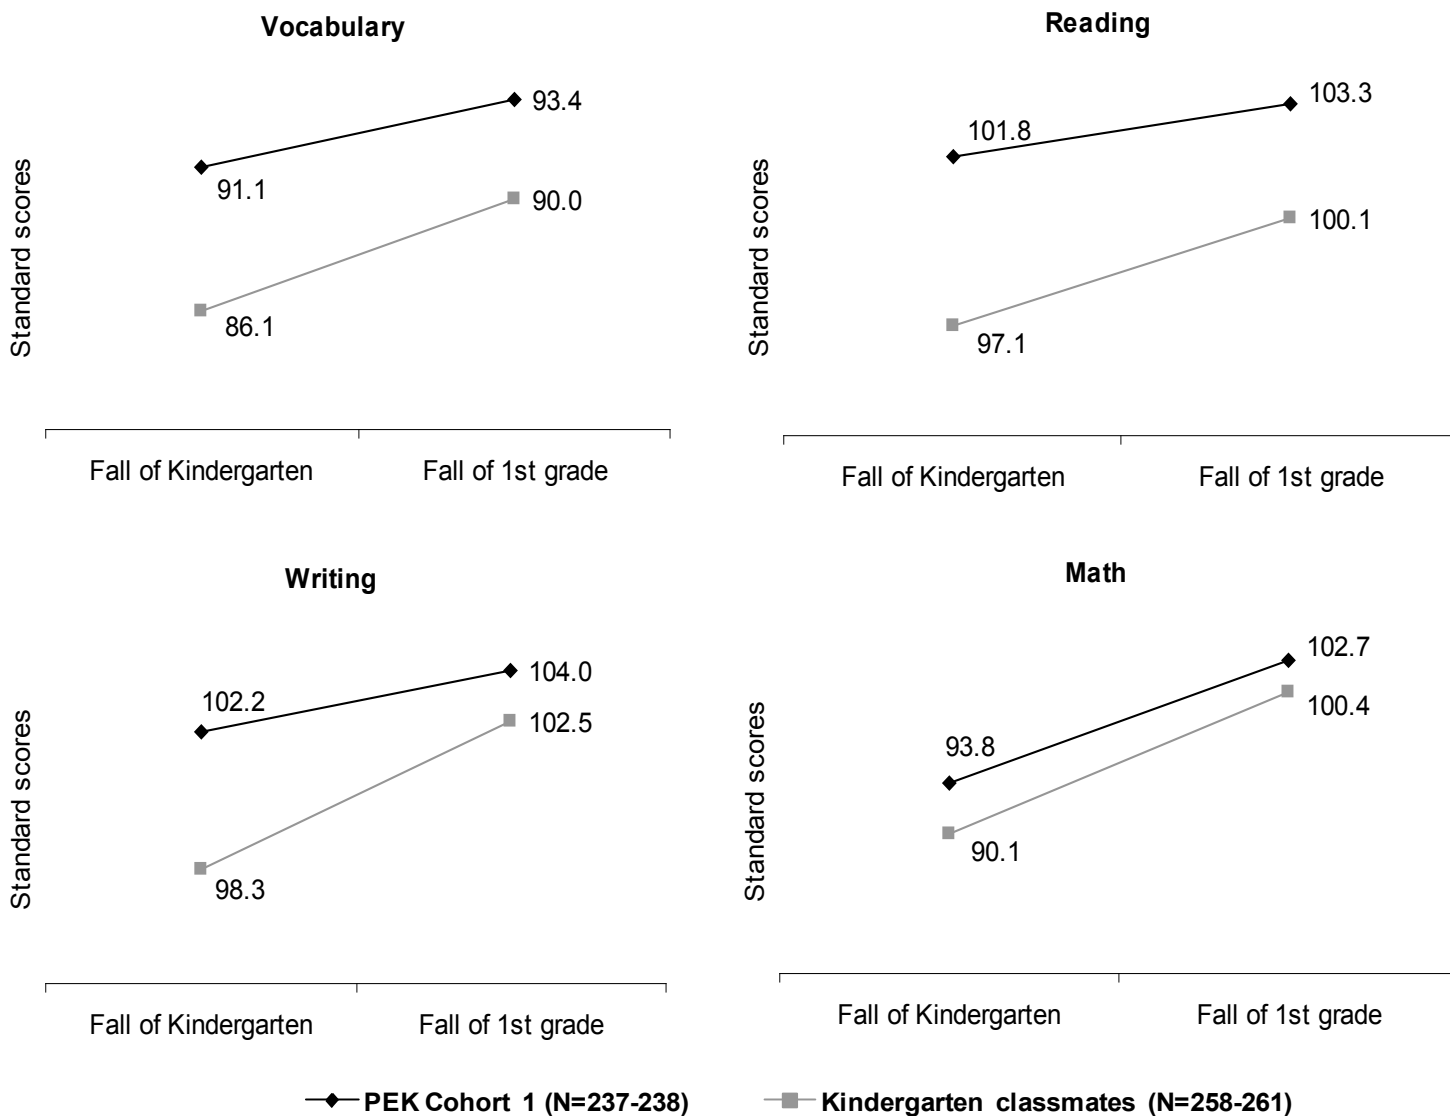 Vocabulary
Standard scores
93.4
91.1
90.0
86.1
Fall of Kindergarten
Fall of 1st grade
Reading
Standard scores
103.3
101.8
100.1
97.1
Fall of Kindergarten
Fall of 1st grade
Writing
Standard scores
104.0
102.2
102.5
98.3
Fall of Kindergarten
Fall of 1st grade
Math
Standard scores
102.7
93.8
100.4
90.1
Fall of Kindergarten
Fall of 1st grade
PEK Cohort 1 (N=237-238)
Kindergarten classmates (N=258-261)